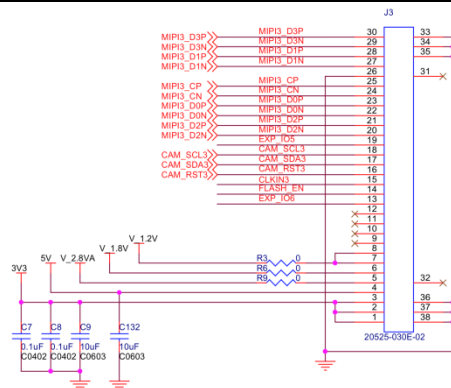 J3
MIPI3_D3P MIPI3_D3P 30 33
MIPI3_D3N MIPI3_D3N 29 34
MIPI3_D1P MIPI3_D1P 28 35
MIPI3_D1N MIPI3_D1N 27
26 31
MIPI3_CP MIPI3_CP 25
MIPI3_CN MIPI3_CN 24
MIPI3_D0P MIPI3_D0P 23
MIPI3_D0N MIPI3_D0N 22
MIPI3_D2P MIPI3_D2P 21
MIPI3_D2N MIPI3_D2N 20
EXP_IO5 19
CAM_SCL3 CAM_SCL3 18
CAM_SDA3 CAM_SDA3 17
CAM_RST3 CAM_RST3 16
CLKIN3 15
FLASH_EN 14
EXP_IO6 13
12
11
10
9
V_1.2V
V_1.8V 8
5V V_2.8VA R3 0 7
3V3 R6 0 6
R9 0 5 32
4
3 36
2 37
1 38
C7 C8 C9 C132
0.1uF 0.1uF 10uF 10uF
C0402 C0402 C0603 C0603
20525-030E-02